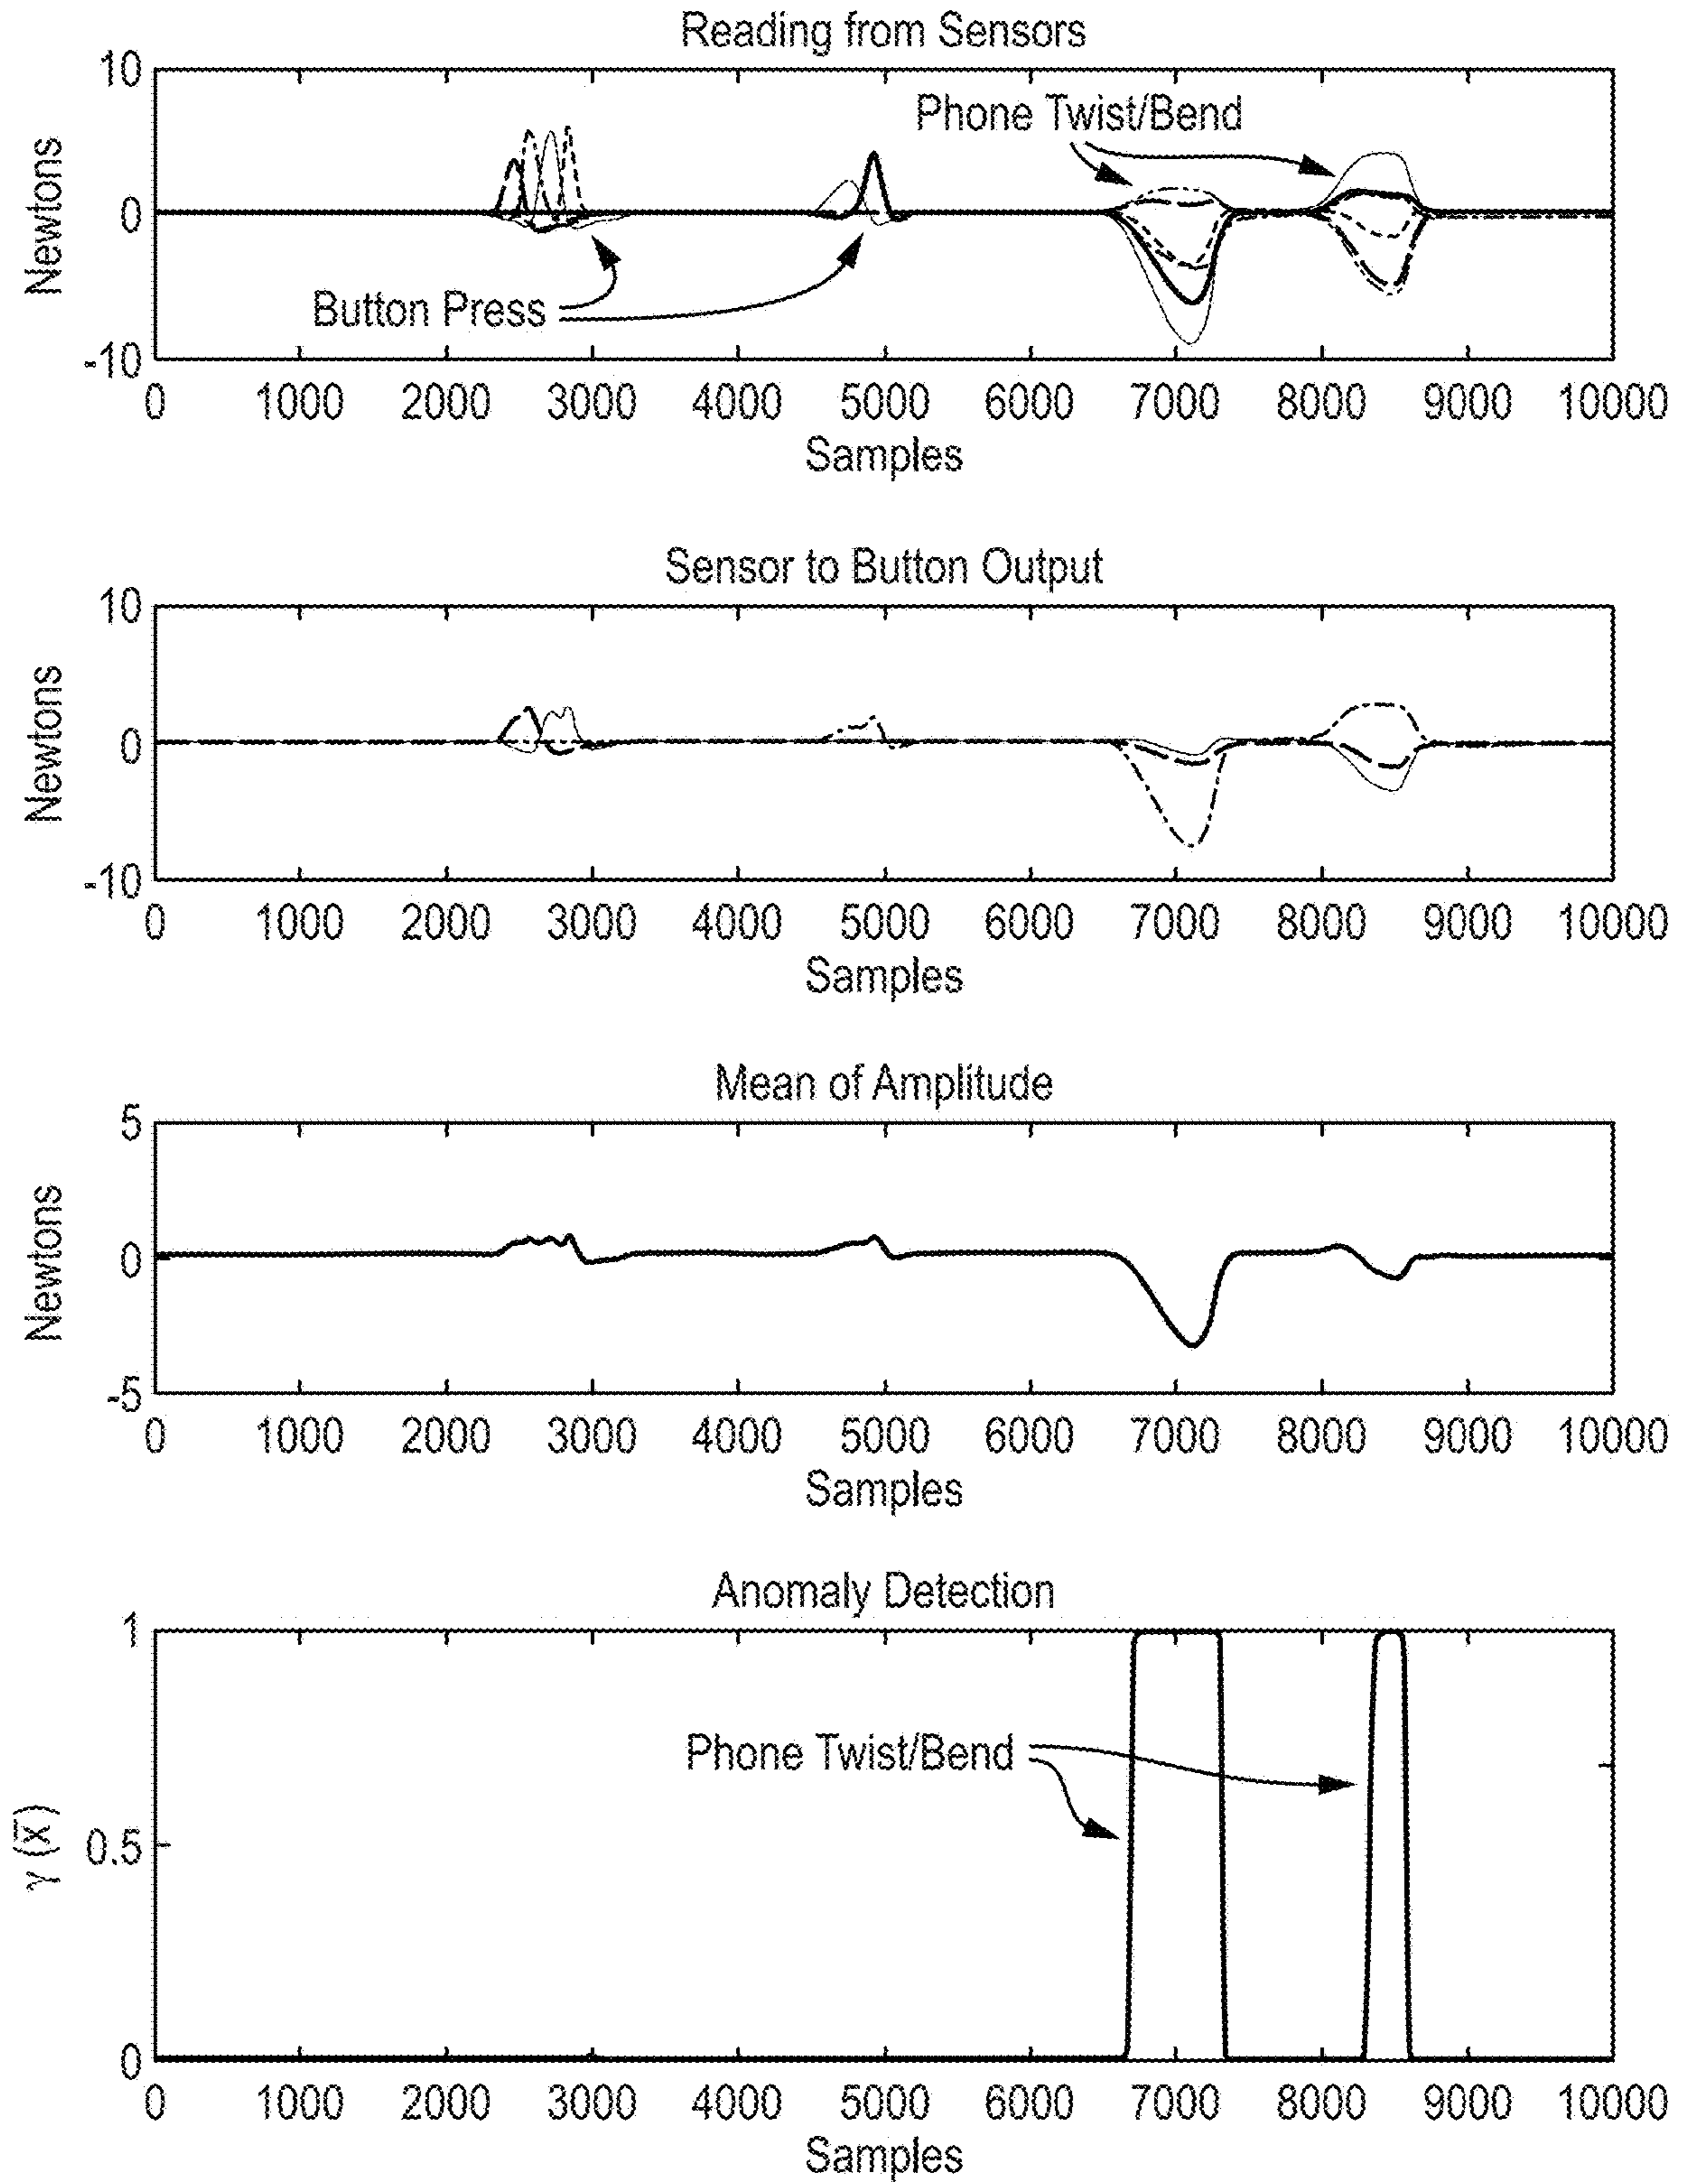 Reading from Sensors
10
0
-10
Newtons
Phone Twist/Bend
Button Press
0 1000 2000 3000 4000 5000 6000 7000 8000 9000 10000
Samples
Sensor to Button Output
10
0
-10
Newtons
0 1000 2000 3000 4000 5000 6000 7000 8000 9000 10000
Samples
Mean of Amplitude
5
0
-5
Newtons
0 1000 2000 3000 4000 5000 6000 7000 8000 9000 10000
Samples
Anomaly Detection
1
0.5
0
γ (x̅)
Phone Twist/Bend
0 1000 2000 3000 4000 5000 6000 7000 8000 9000 10000
Samples